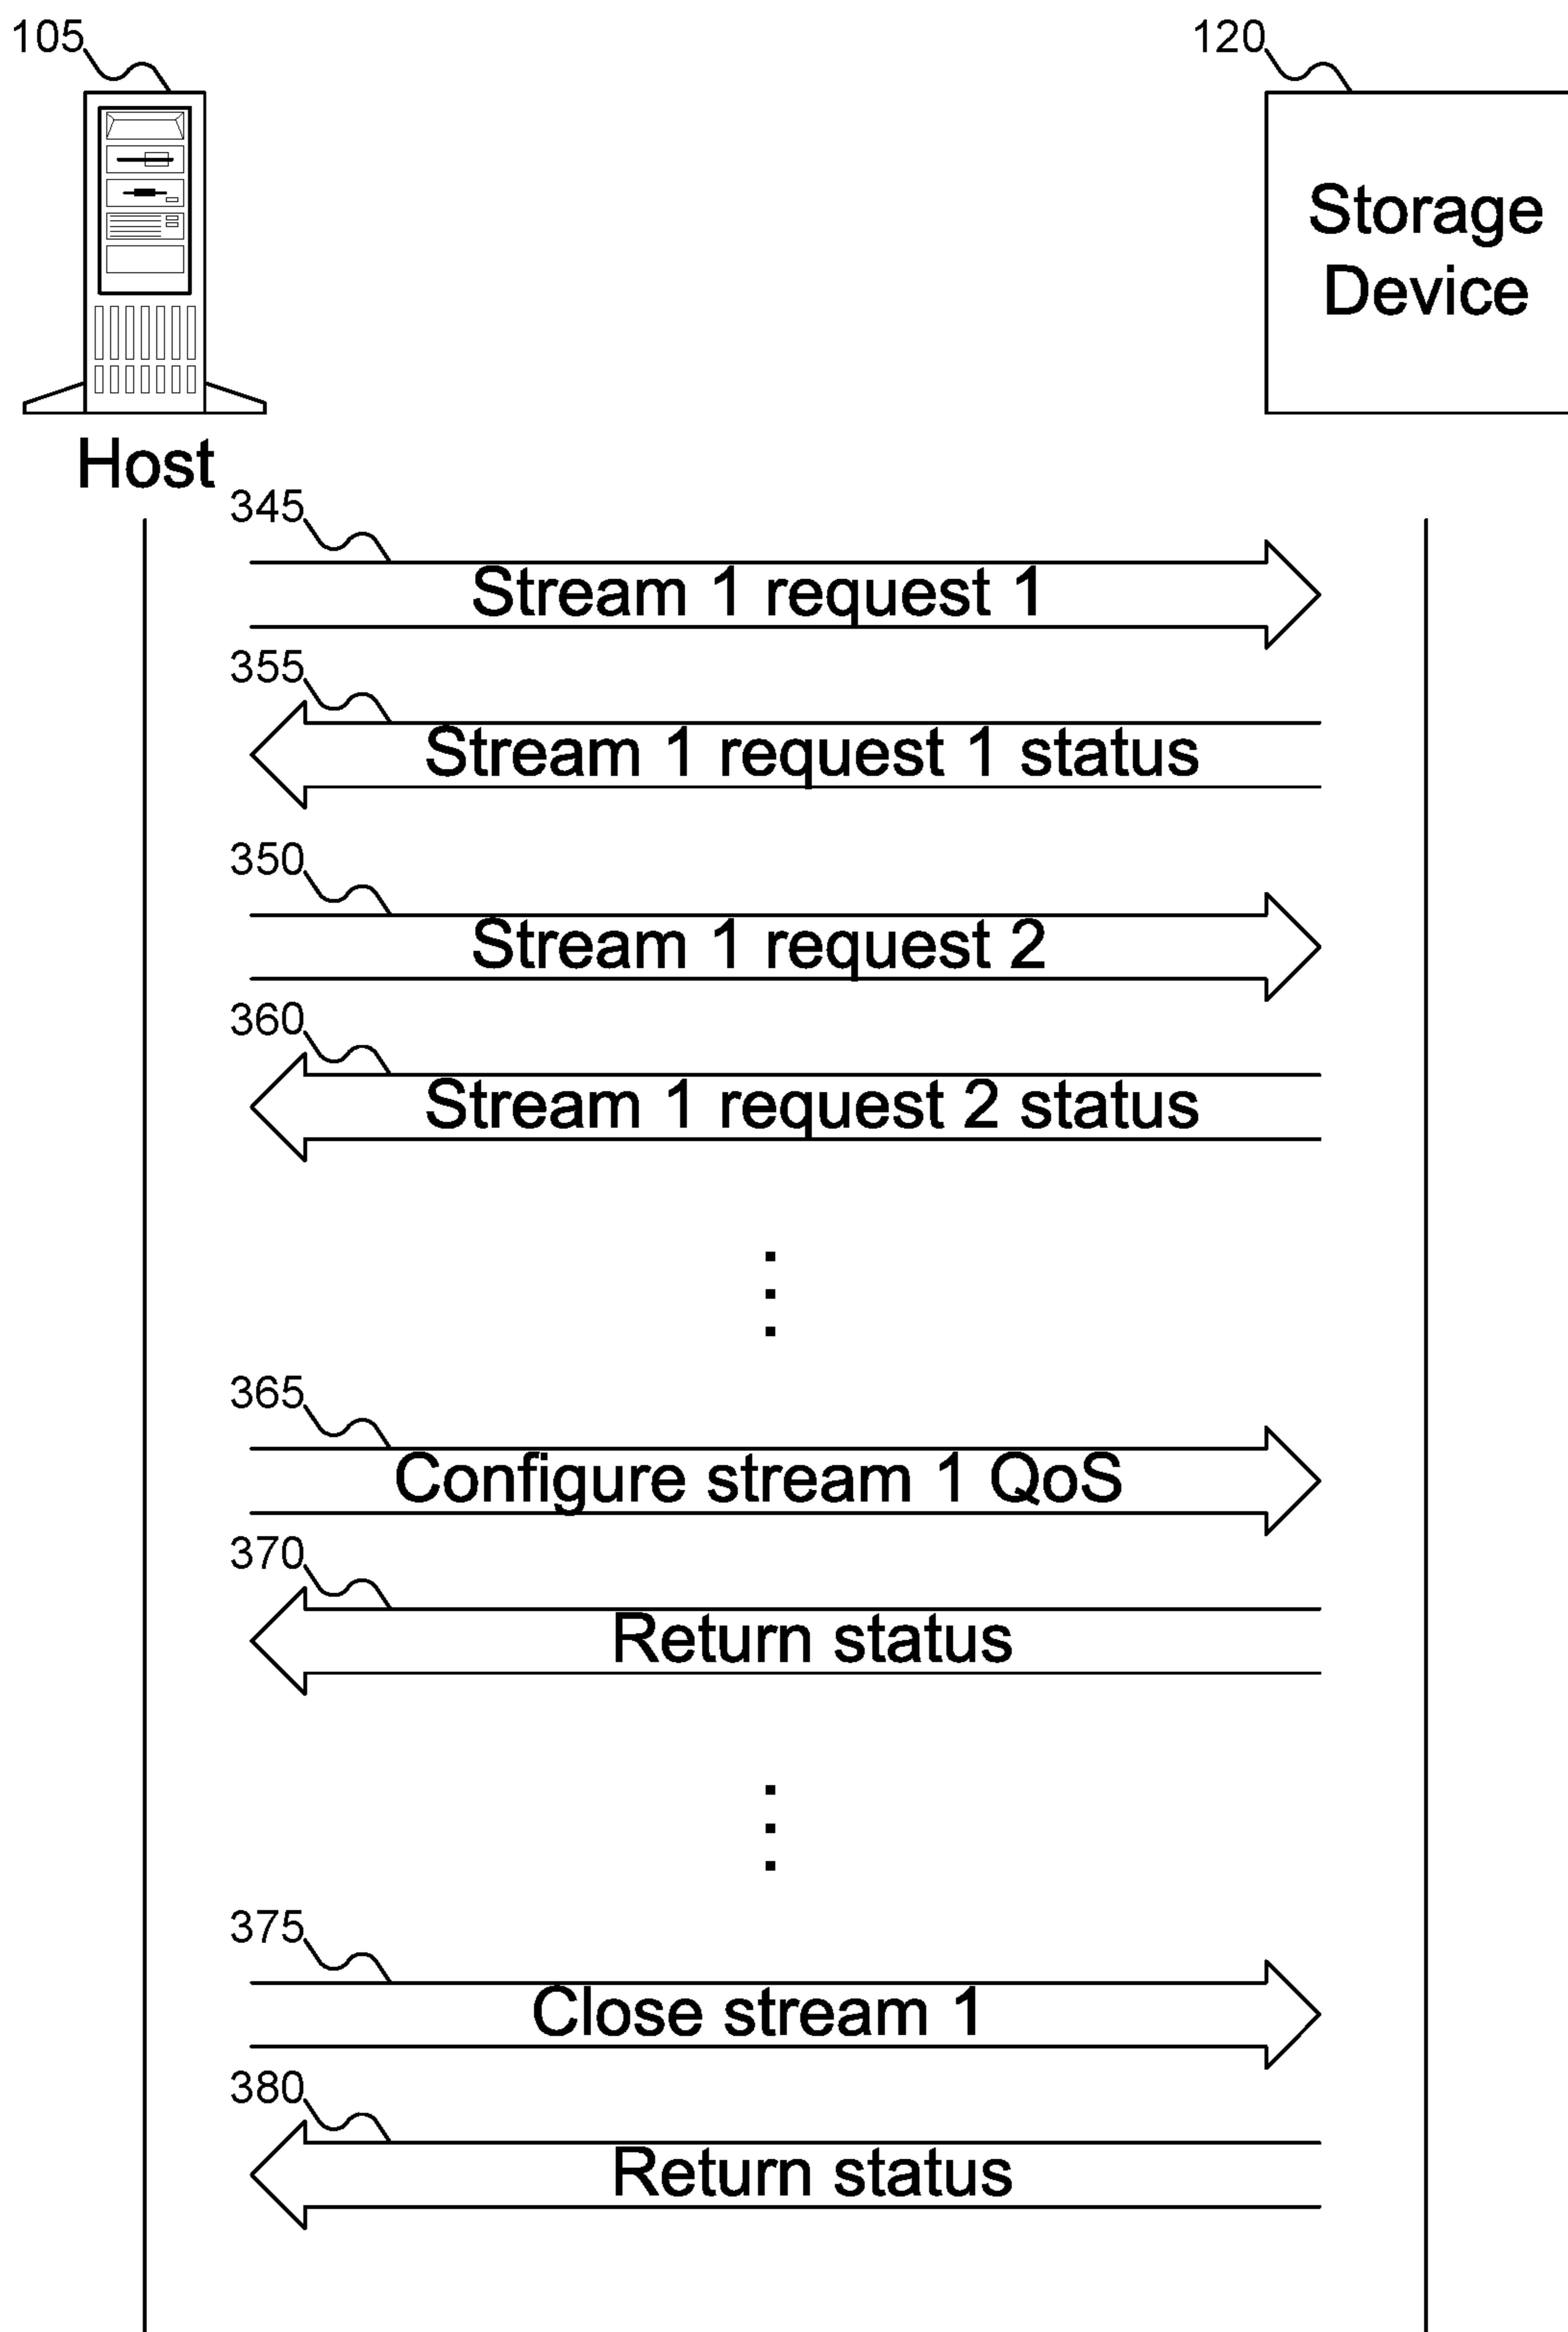 105
120
Storage
Device
Host
345
Stream 1 request 1
355
Stream 1 request 1 status
350
Stream 1 request 2
360
Stream 1 request 2 status
365
Configure stream 1 QoS
370
Return status
375
Close stream 1
380
Return status